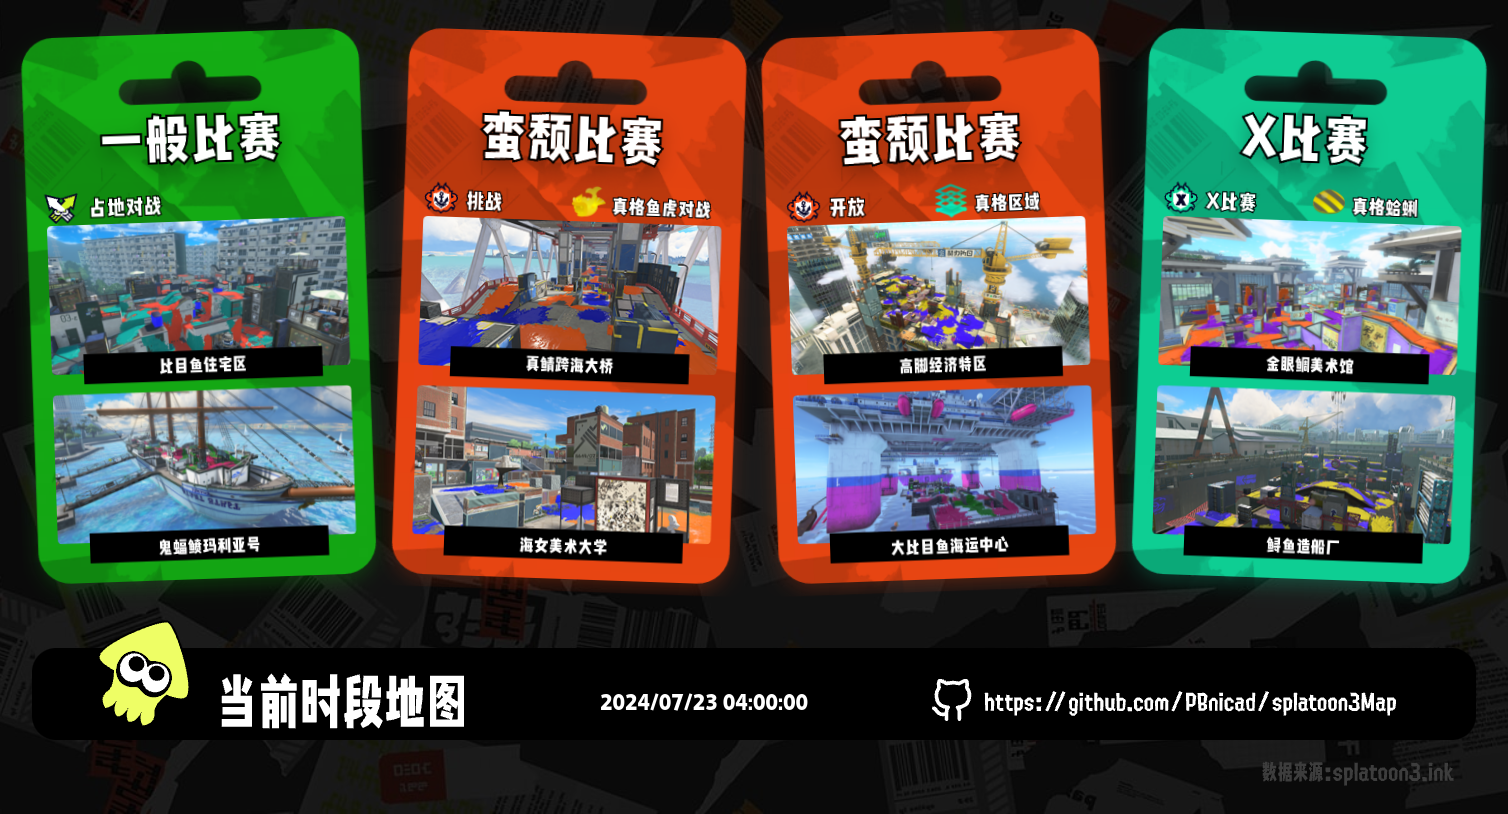 一般比赛
占地对战
比目鱼住宅区
鬼蝠鲼玛利亚号
蛮颓比赛
挑战
真格鱼虎对战
真鲭跨海大桥
海女美术大学
蛮颓比赛
开放
真格区域
高脚经济特区
大比目鱼海运中心
X比赛
X比赛
真格蛤蜊
金眼鲷美术馆
鲟鱼造船厂
当前时段地图
2024/07/23 04:00:00
https://github.com/PBnicad/splatoon3Map
数据来源:splatoon3.ink